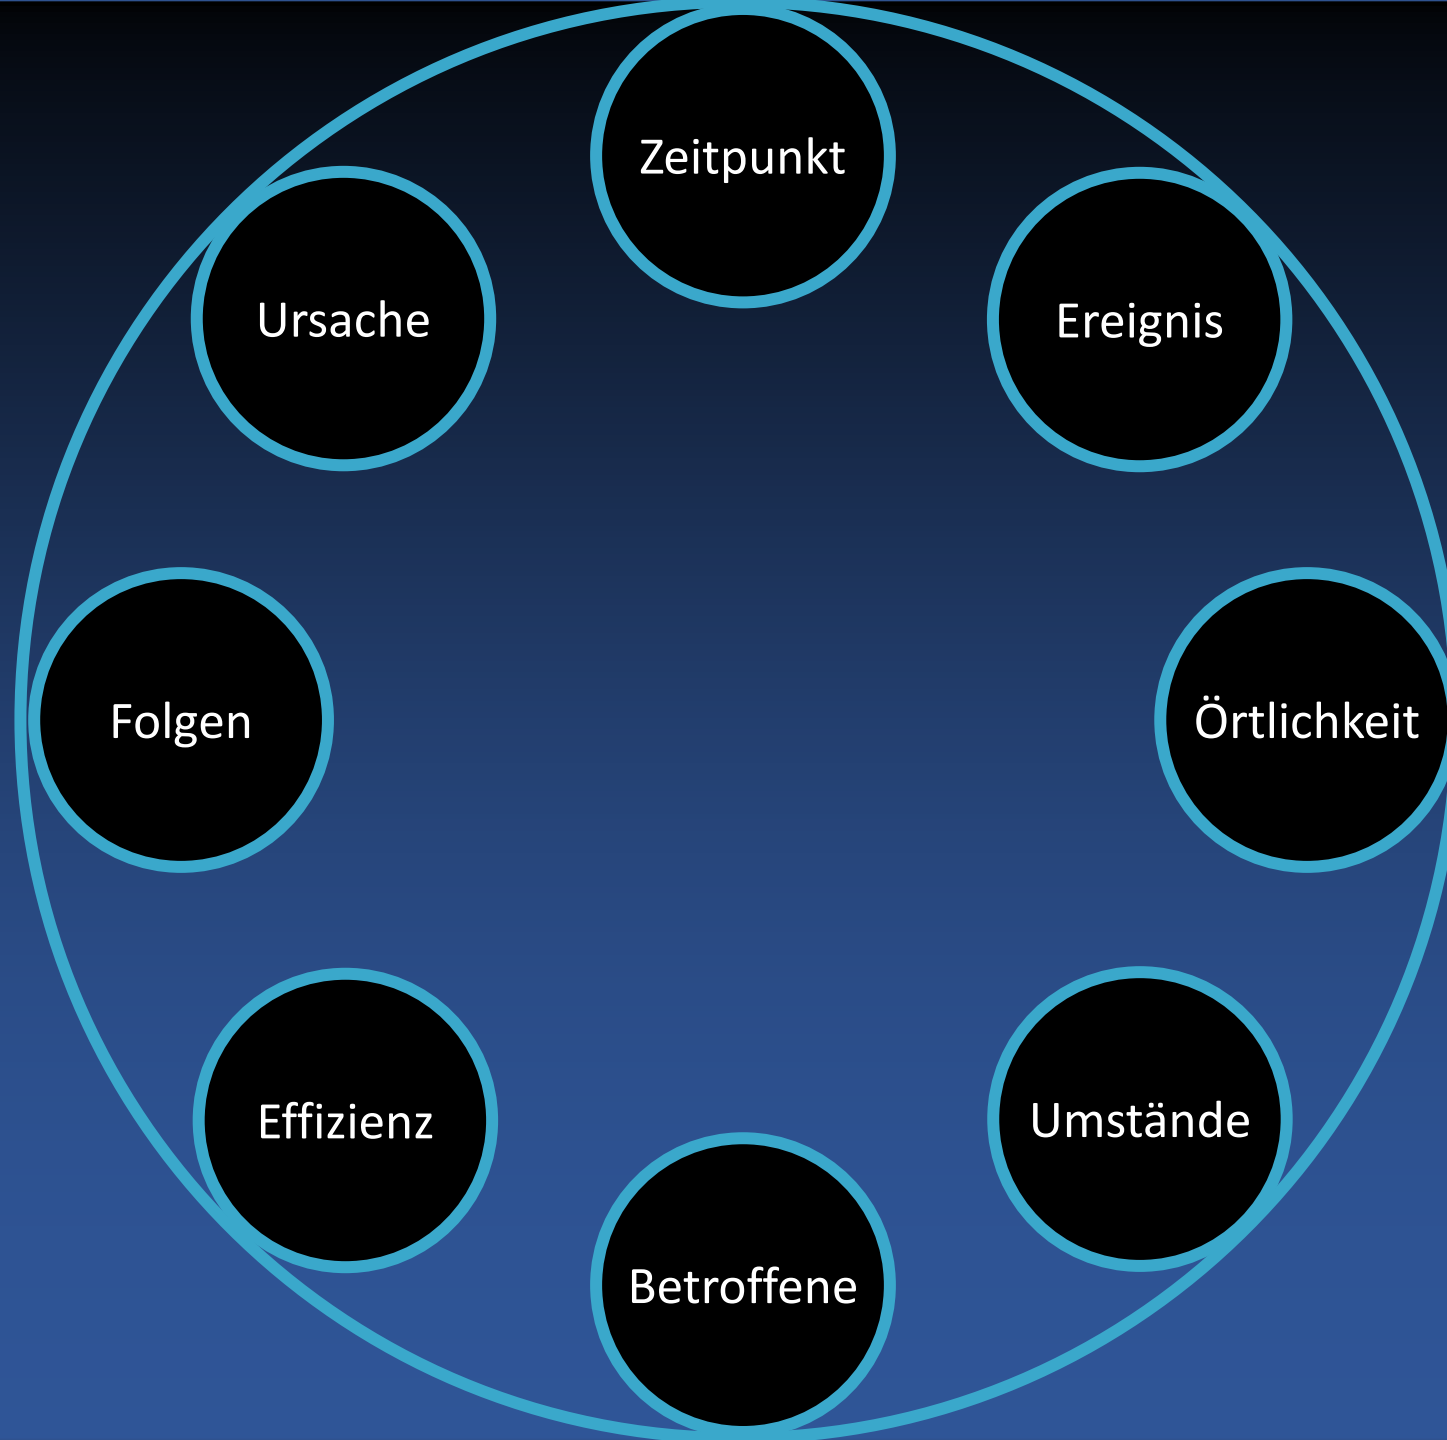 Zeitpunkt
Ursache
Ereignis
Folgen
Örtlichkeit
Effizienz
Umstände
Betroffene